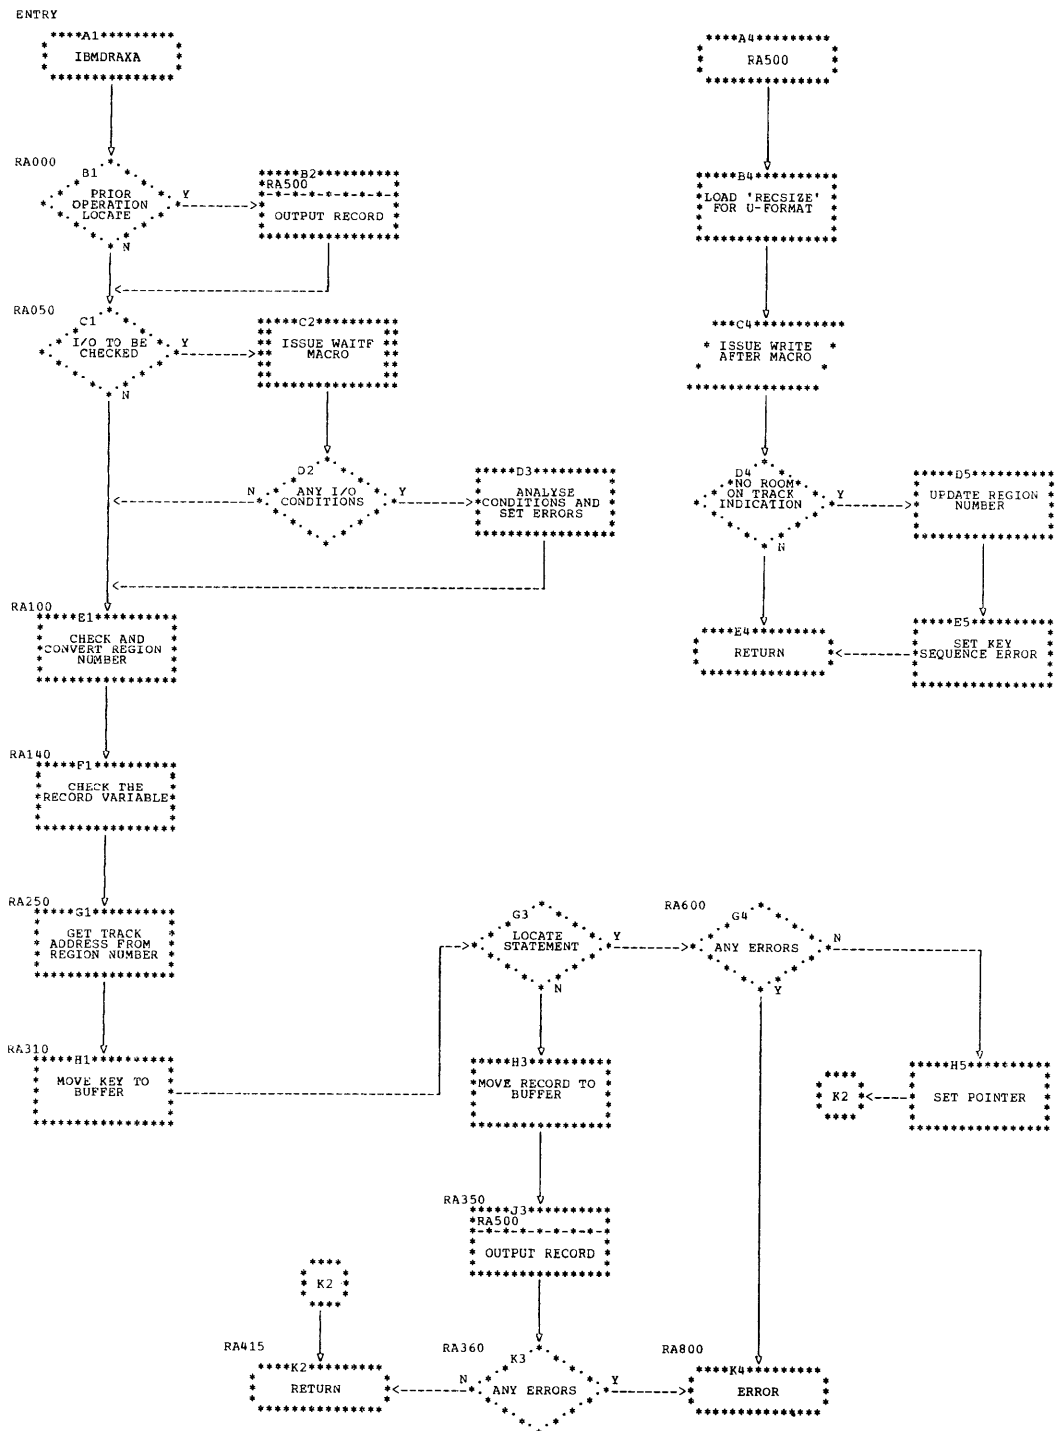 ENTRY
A1
IBMDRAXA
A4
RA500
RA000
B1
PRIOR
OPERATION
LOCATE
Y
N
B2
RA500
OUTPUT RECORD
B4
LOAD 'RECSIZE'
FOR U-FORMAT
RA050
C1
I/O TO BE
CHECKED
Y
N
C2
ISSUE WAITF
MACRO
C4
ISSUE WRITE
AFTER MACRO
D2
ANY I/O
CONDITIONS
N
Y
D3
ANALYSE
CONDITIONS AND
SET ERRORS
D4
NO ROOM
ON TRACK
INDICATION
Y
N
D5
UPDATE REGION
NUMBER
RA100
E1
CHECK AND
CONVERT REGION
NUMBER
E4
RETURN
E5
SET KEY
SEQUENCE ERROR
RA140
F1
CHECK THE
RECORD VARIABLE
RA250
G1
GET TRACK
ADDRESS FROM
REGION NUMBER
G3
LOCATE
STATEMENT
Y
N
RA600
G4
ANY ERRORS
N
Y
RA310
H1
MOVE KEY TO
BUFFER
H3
MOVE RECORD TO
BUFFER
K2
H5
SET POINTER
RA350
J3
RA500
OUTPUT RECORD
K2
RA415
K2
RETURN
RA360
K3
ANY ERRORS
N
Y
RA800
K4
ERROR